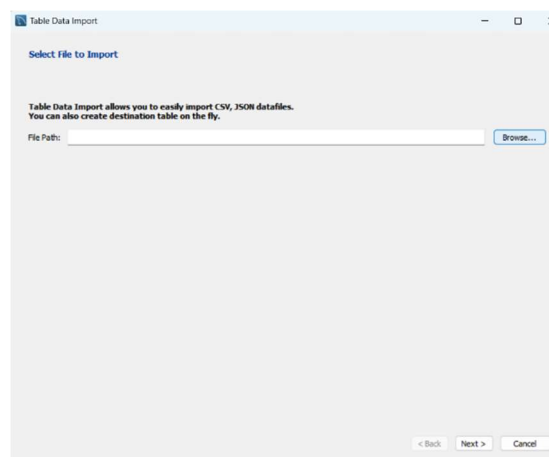 Table Data Import
Select File to Import
Table Data Import allows you to easily import CSV, JSON datafiles.
You can also create destination table on the fly.
File Path:
Browse...
< Back
Next >
Cancel